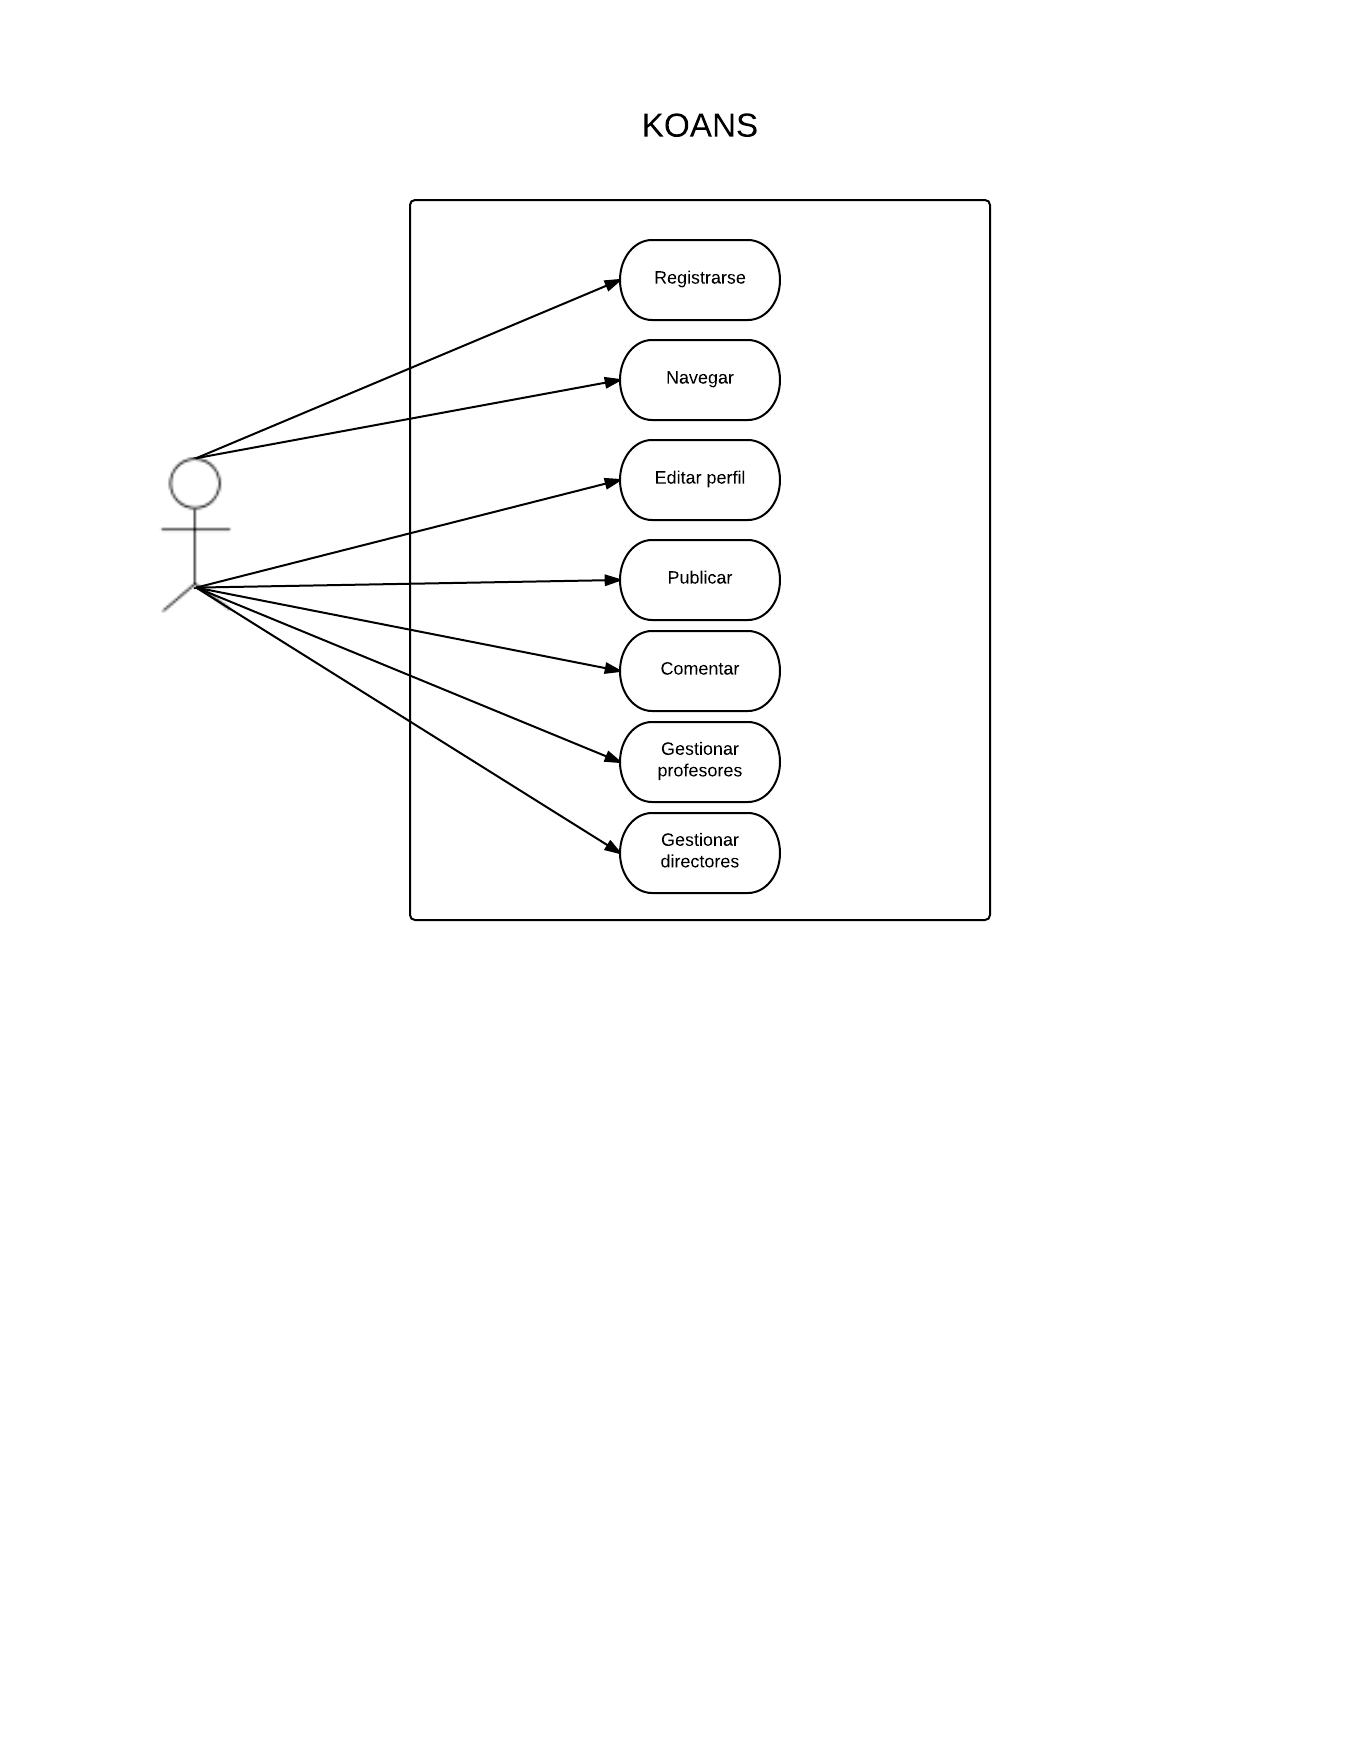 KOANS
Registrarse
Navegar
Editar perfil
Publicar
Comentar
Gestionar
profesores
Gestionar
directores